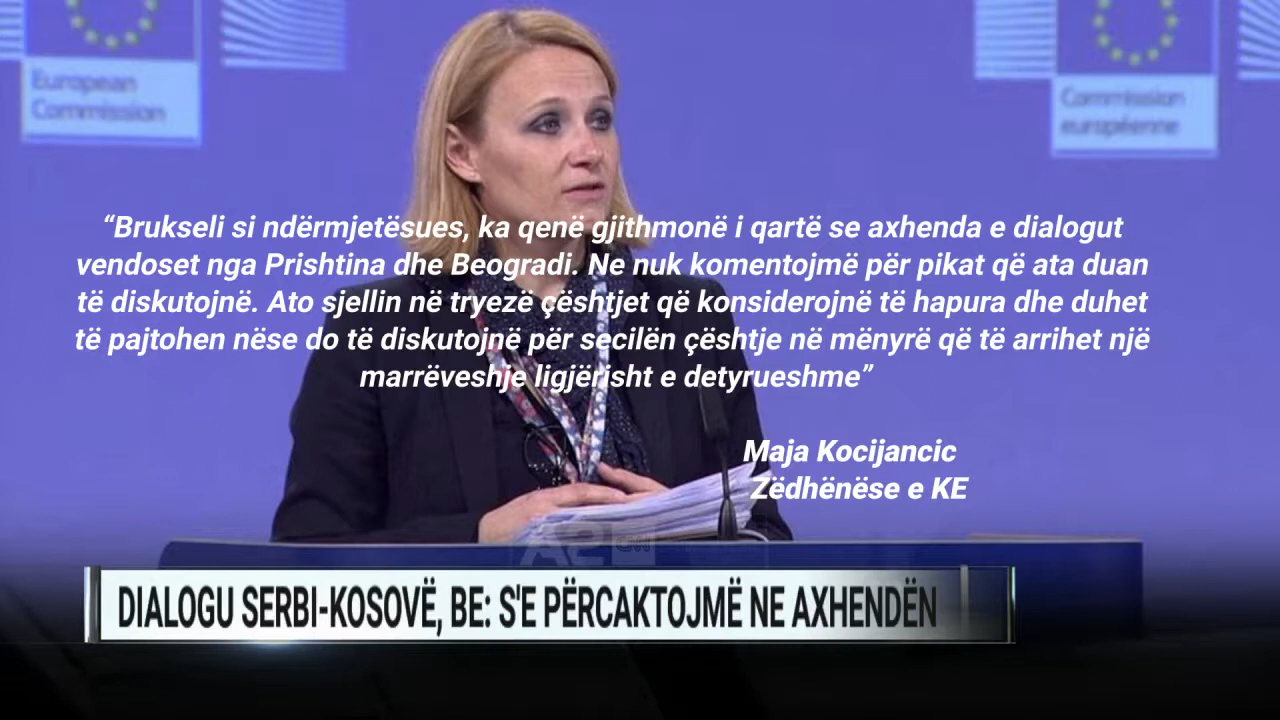 European
Commission
Commission
européenne
“Brukseli si ndërmjetësues, ka qenë gjithmonë i qartë se axhenda e dialogut
vendoset nga Prishtina dhe Beogradi. Ne nuk komentojmë për pikat që ata duan
të diskutojnë. Ato sjellin në tryezë çështjet që konsiderojnë të hapura dhe duhet
të pajtohen nëse do të diskutojnë për secilën çështje në mënyrë që të arrihet një
marrëveshje ligjërisht e detyrueshme”
Maja Kocijancic
Zëdhënëse e KE
A2 CNN
DIALOGU SERBI-KOSOVË, BE: S'E PËRCAKTOJMË NE AXHENDËN